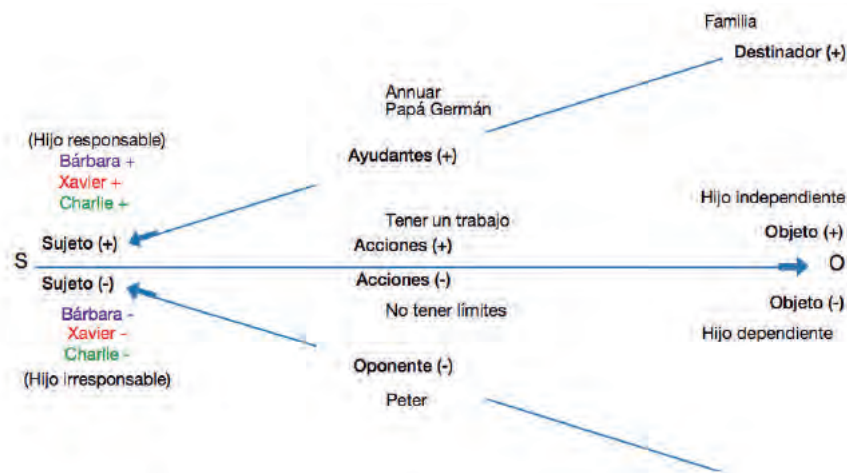 Familia
Destinador (+)
Annuar
Papá Germán
Ayudantes (+)
(Hijo responsable)
Bárbara +
Xavier +
Charlie +
Sujeto (+)
Tener un trabajo
Acciones (+)
Hijo independiente
Objeto (+)
S
O
Sujeto (-)
Acciones (-)
Objeto (-)
No tener límites
Hijo dependiente
Bárbara -
Xavier -
Charlie -
(Hijo irresponsable)
Oponente (-)
Peter